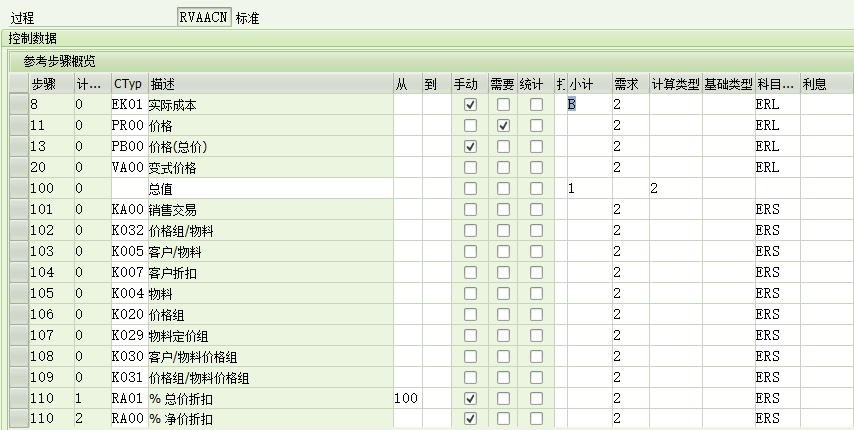 过程 RVAACN 标准
控制数据
参考步骤概览
步骤 计... CTyp 描述 从 到 手动 需要 统计 打 小计 需求 计算类型 基础类型 科目... 利息
8 0 EK01 实际成本 B 2 ERL
11 0 PR00 价格 2 ERL
13 0 PB00 价格(总价) 2 ERL
20 0 VA00 变式价格 2 ERL
100 0 总值 1 2
101 0 KA00 销售交易 2 ERS
102 0 K032 价格组/物料 2 ERS
103 0 K005 客户/物料 2 ERS
104 0 K007 客户折扣 2 ERS
105 0 K004 物料 2 ERS
106 0 K020 价格组 2 ERS
107 0 K029 物料定价组 2 ERS
108 0 K030 客户/物料价格组 2 ERS
109 0 K031 价格组/物料价格组 2 ERS
110 1 RA01 % 总价折扣 100 2 ERS
110 2 RA00 % 净价折扣 2 ERS